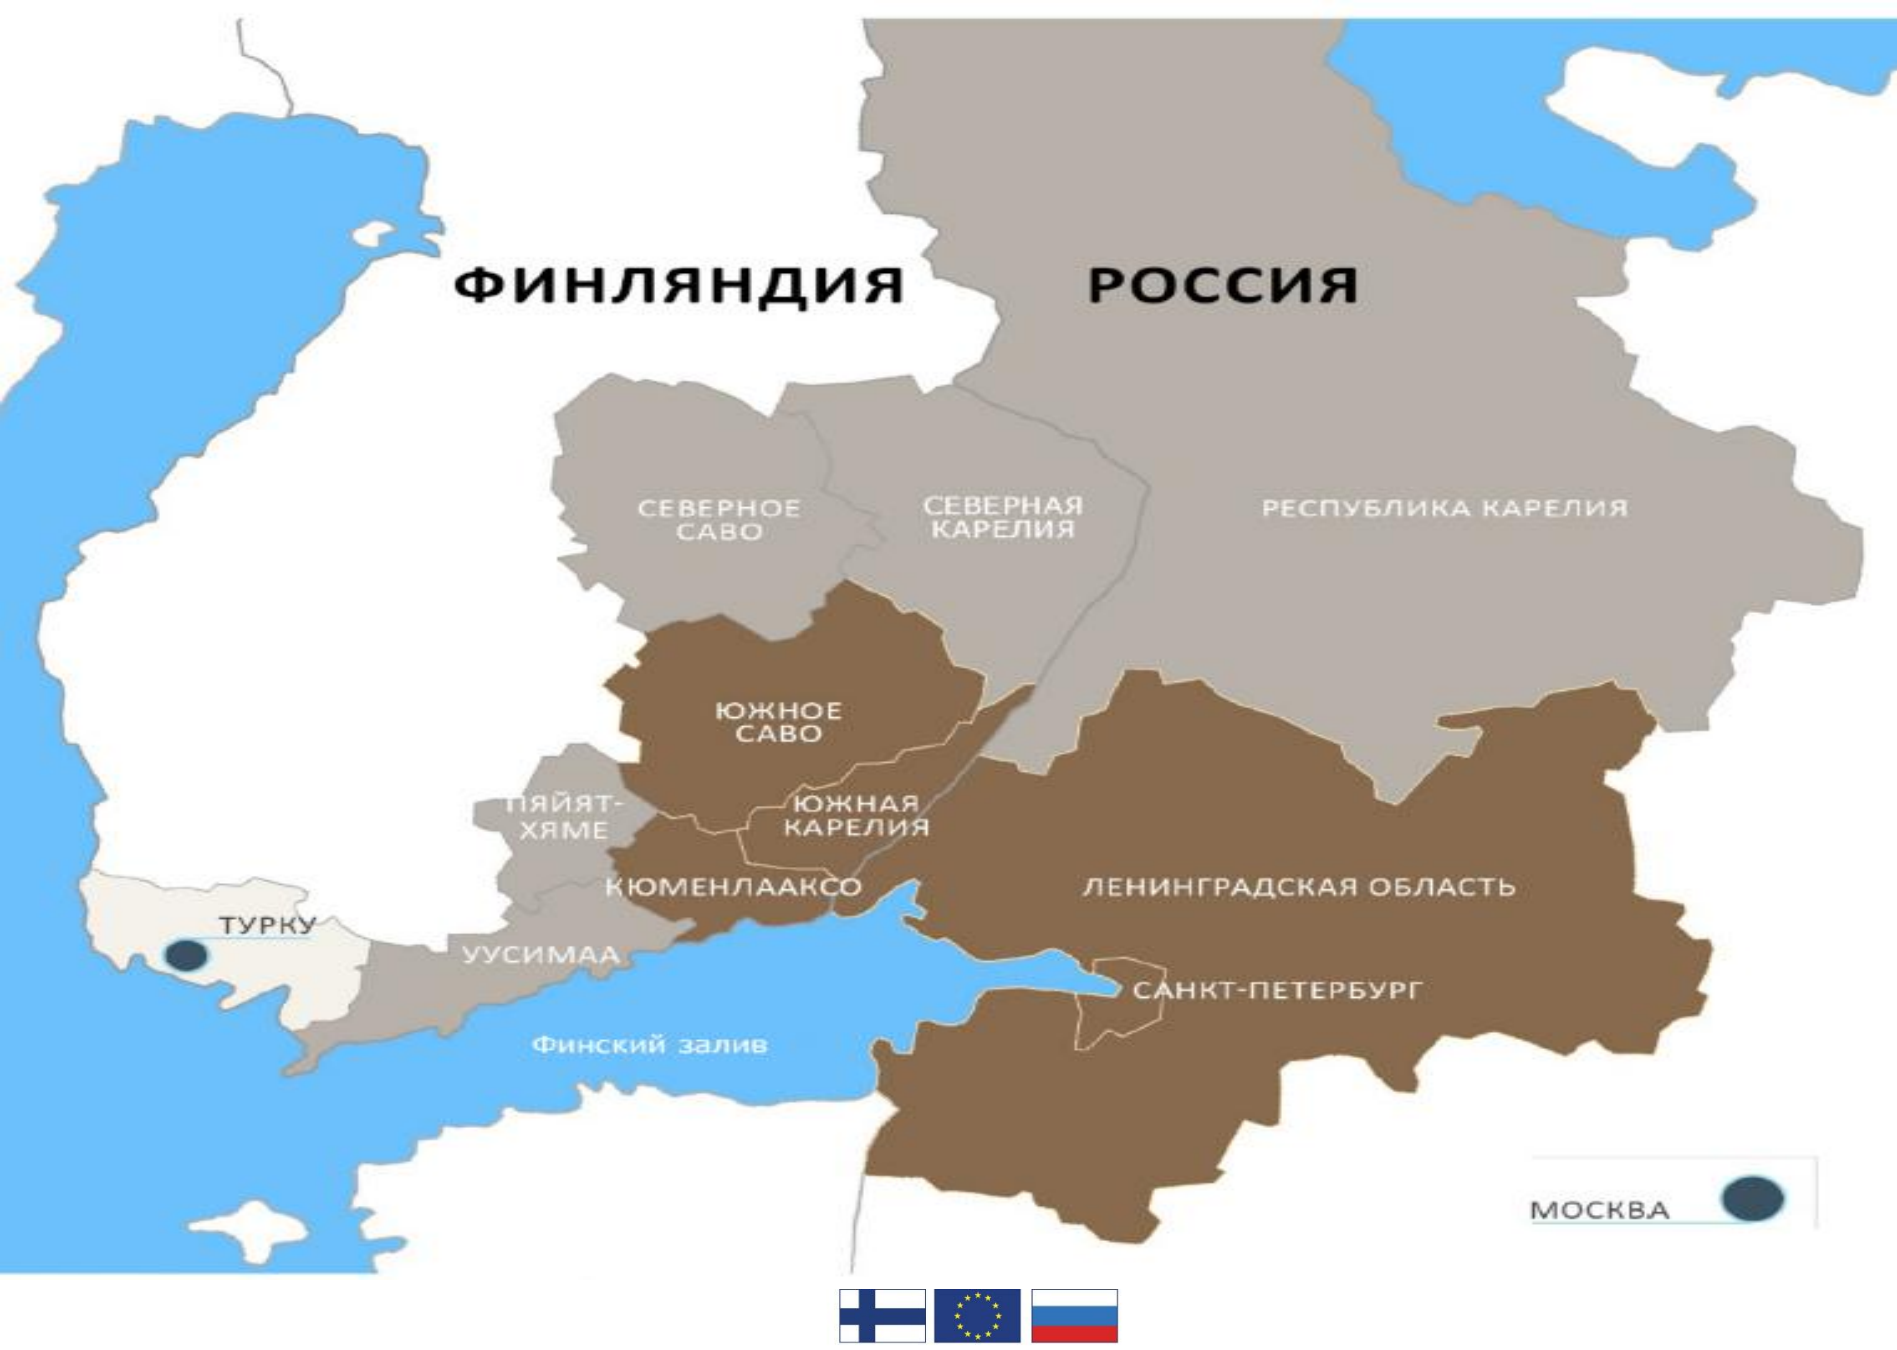 ФИНЛЯНДИЯ
РОССИЯ
СЕВЕРНОЕ
САВО
СЕВЕРНАЯ
КАРЕЛИЯ
РЕСПУБЛИКА КАРЕЛИЯ
ЮЖНОЕ
САВО
ПЯЙЯТ-
ХЯМЕ
ЮЖНАЯ
КАРЕЛИЯ
КЮМЕНЛААКСО
ЛЕНИНГРАДСКАЯ ОБЛАСТЬ
ТУРКУ
УУСИМАА
САНКТ-ПЕТЕРБУРГ
Финский залив
МОСКВА